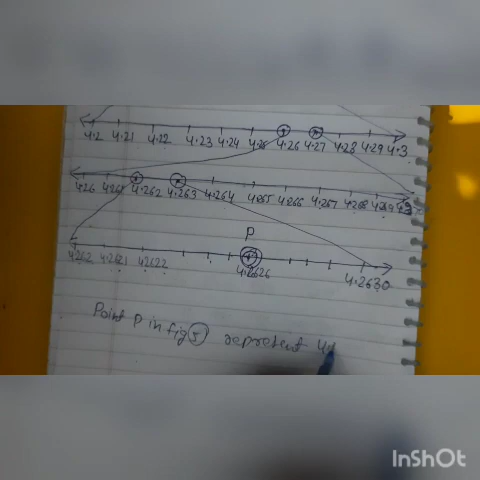 4.2 4.21 4.22 4.23 4.24 4.25 4.26 4.27 4.28 4.29 4.3
4.26 4.261 4.262 4.263 4.264 4.265 4.266 4.267 4.268 4.269
P
4.262 4.2621 4.2622 4.2626 4.2630
Point P in fig 5 represent 4.
InShOt